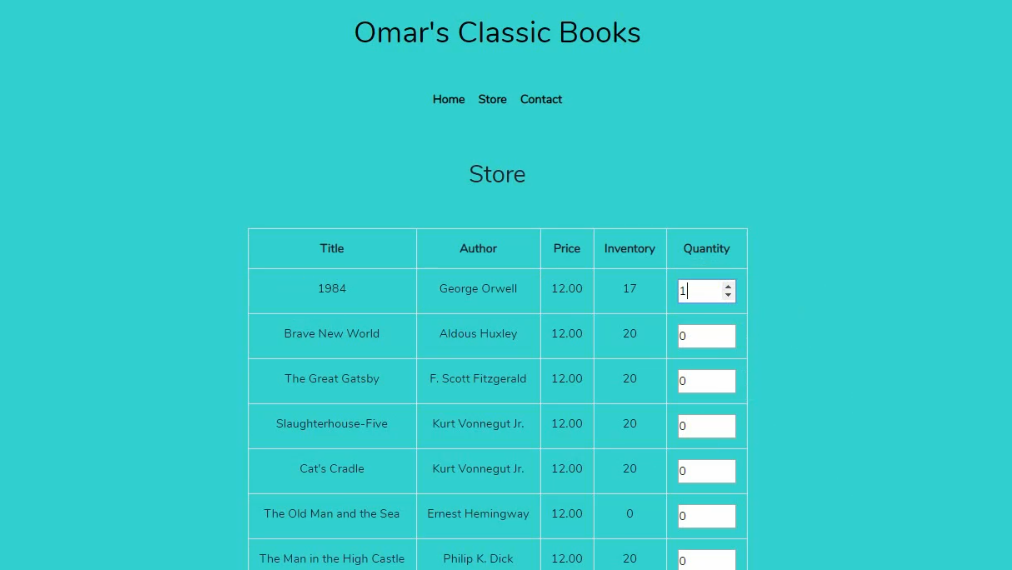 Omar's Classic Books
Home Store Contact
Store
Title Author Price Inventory Quantity
1984 George Orwell 12.00 17 1
Brave New World Aldous Huxley 12.00 20 0
The Great Gatsby F. Scott Fitzgerald 12.00 20 0
Slaughterhouse-Five Kurt Vonnegut Jr. 12.00 20 0
Cat's Cradle Kurt Vonnegut Jr. 12.00 20 0
The Old Man and the Sea Ernest Hemingway 12.00 0 0
The Man in the High Castle Philip K. Dick 12.00 20 0